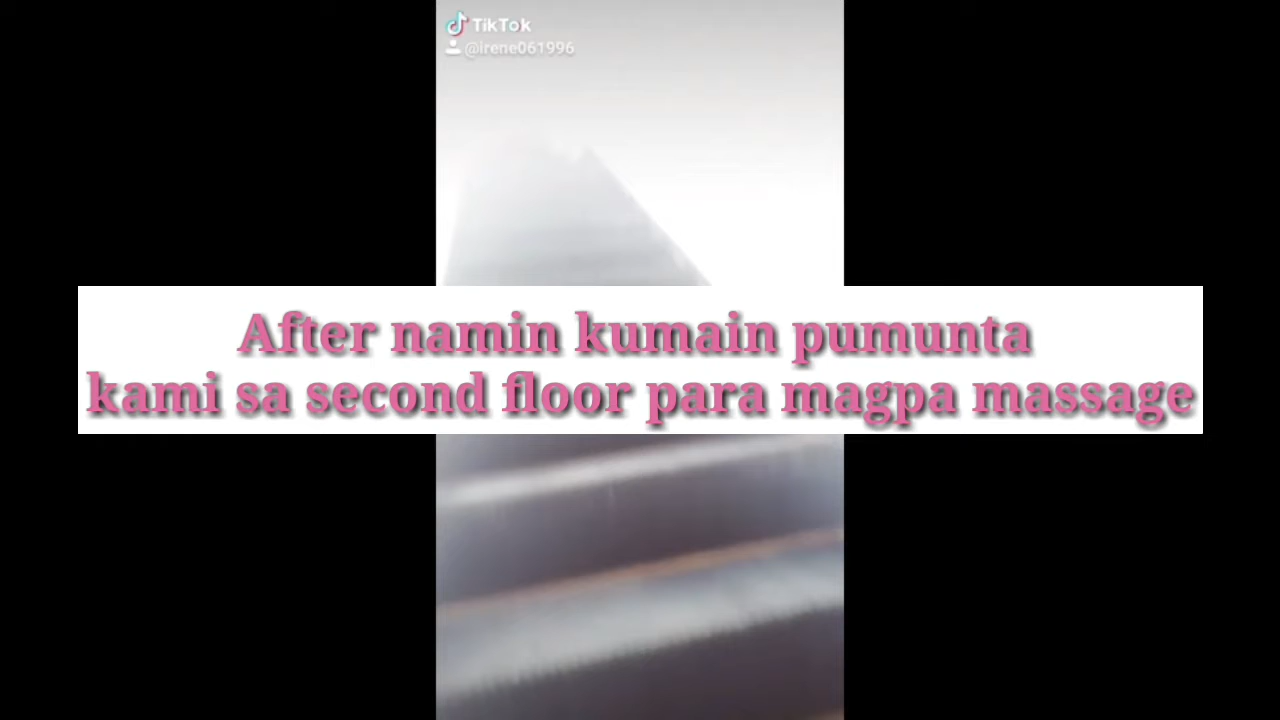 TikTok
@irene061996
After namin kumain pumunta
kami sa second floor para magpa massage